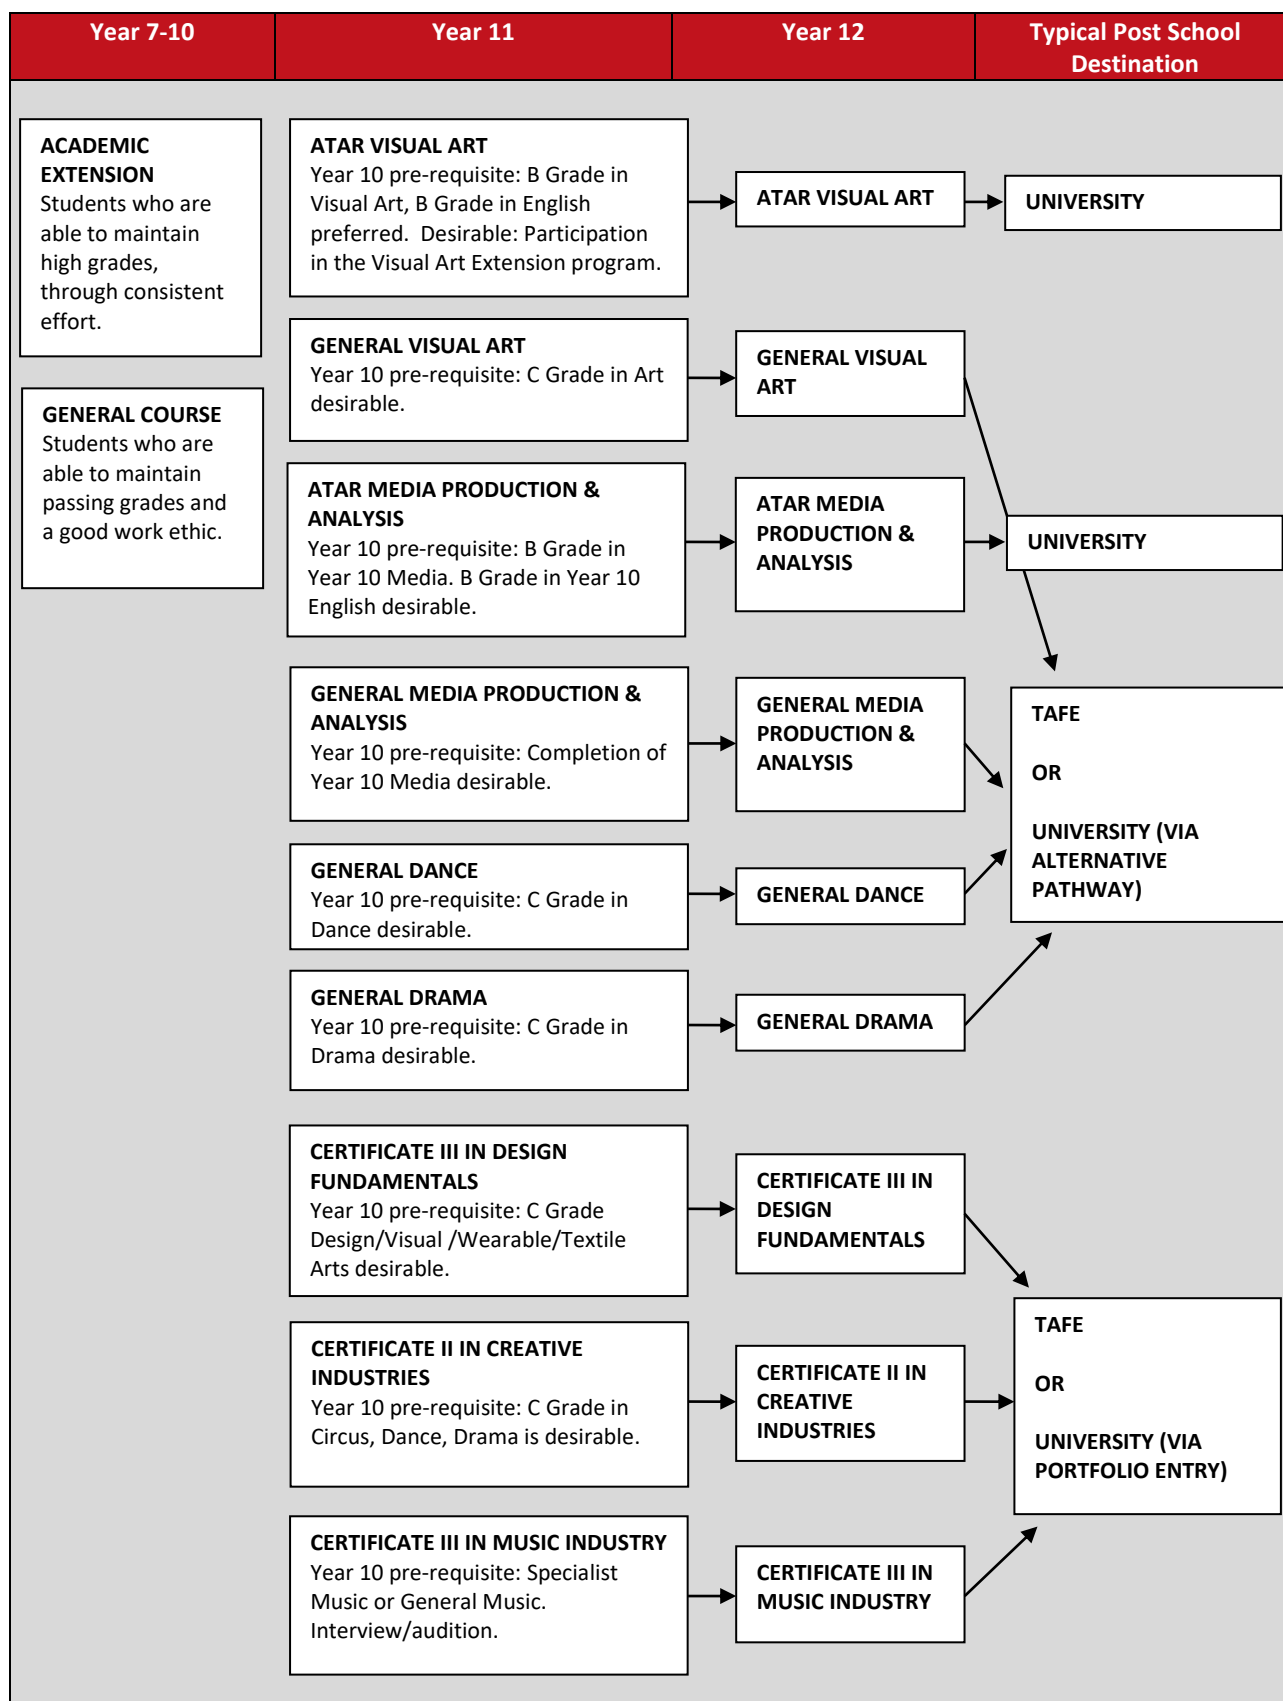 Year 7-10
Year 11
Year 12
Typical Post School
Destination
ACADEMIC
EXTENSION
Students who are
able to maintain
high grades,
through consistent
effort.
GENERAL COURSE
Students who are
able to maintain
passing grades and
a good work ethic.
ATAR VISUAL ART
Year 10 pre-requisite: B Grade in
Visual Art, B Grade in English
preferred.  Desirable: Participation
in the Visual Art Extension program.
ATAR VISUAL ART
UNIVERSITY
GENERAL VISUAL ART
Year 10 pre-requisite: C Grade in Art
desirable.
GENERAL VISUAL
ART
ATAR MEDIA PRODUCTION &
ANALYSIS
Year 10 pre-requisite: B Grade in
Year 10 Media. B Grade in Year 10
English desirable.
ATAR MEDIA
PRODUCTION &
ANALYSIS
UNIVERSITY
GENERAL MEDIA PRODUCTION &
ANALYSIS
Year 10 pre-requisite: Completion of
Year 10 Media desirable.
GENERAL MEDIA
PRODUCTION &
ANALYSIS
GENERAL DANCE
Year 10 pre-requisite: C Grade in
Dance desirable.
GENERAL DANCE
GENERAL DRAMA
Year 10 pre-requisite: C Grade in
Drama desirable.
GENERAL DRAMA
TAFE
OR
UNIVERSITY (VIA
ALTERNATIVE
PATHWAY)
CERTIFICATE III IN DESIGN
FUNDAMENTALS
Year 10 pre-requisite: C Grade
Design/Visual /Wearable/Textile
Arts desirable.
CERTIFICATE III IN
DESIGN
FUNDAMENTALS
CERTIFICATE II IN CREATIVE
INDUSTRIES
Year 10 pre-requisite: C Grade in
Circus, Dance, Drama is desirable.
CERTIFICATE II IN
CREATIVE
INDUSTRIES
CERTIFICATE III IN MUSIC INDUSTRY
Year 10 pre-requisite: Specialist
Music or General Music.
Interview/audition.
CERTIFICATE III IN
MUSIC INDUSTRY
TAFE
OR
UNIVERSITY (VIA
PORTFOLIO ENTRY)